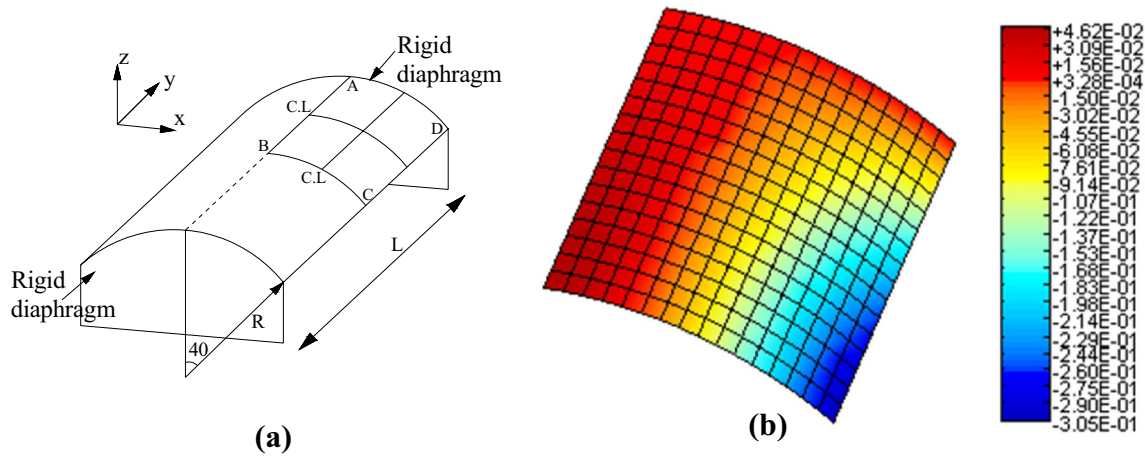 z
y
x
Rigid
diaphragm
A
C.L
D
B
C.L
C
L
Rigid
diaphragm
R
40
(a)
(b)
+4.62E-02
+3.09E-02
+1.56E-02
+3.28E-04
-1.50E-02
-3.02E-02
-4.55E-02
-6.08E-02
-7.61E-02
-9.14E-02
-1.07E-01
-1.22E-01
-1.37E-01
-1.53E-01
-1.68E-01
-1.83E-01
-1.98E-01
-2.14E-01
-2.29E-01
-2.44E-01
-2.60E-01
-2.75E-01
-2.90E-01
-3.05E-01